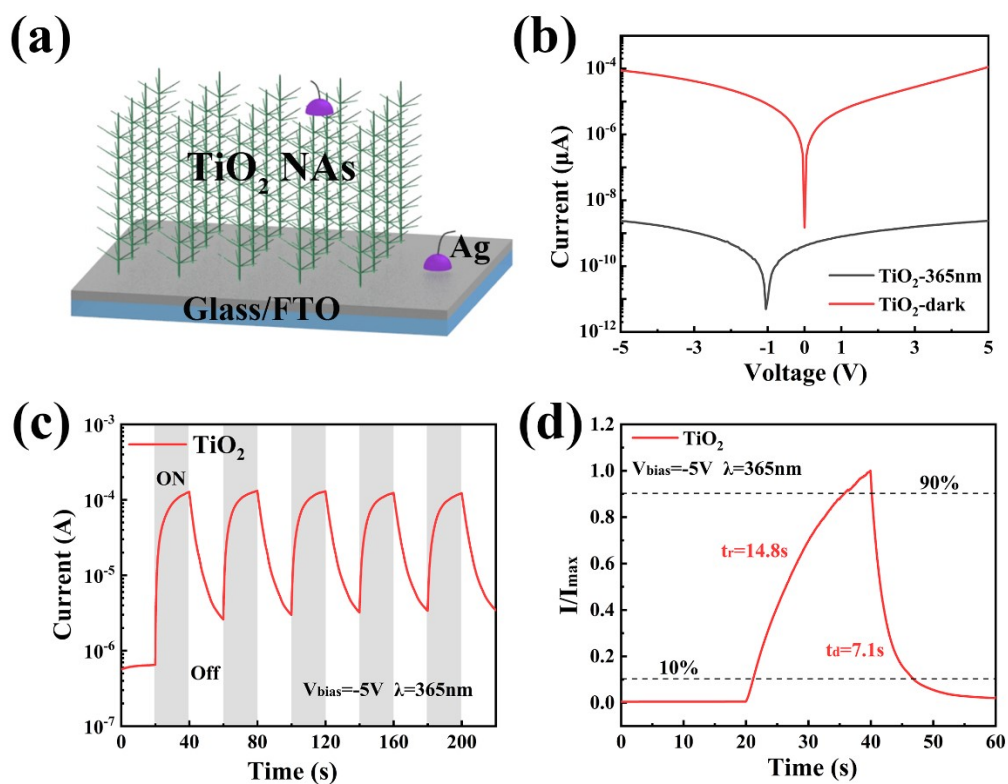 (a)
TiO₂ NAs
Ag
Glass/FTO
(b)
Current (μA)
10⁻⁴
10⁻⁶
10⁻⁸
10⁻¹⁰
10⁻¹²
TiO₂-365nm
TiO₂-dark
-5
-3
-1
0
1
3
5
Voltage (V)
(c)
Current (A)
10⁻³
10⁻⁴
10⁻⁵
10⁻⁶
10⁻⁷
TiO₂
ON
Off
Vbias=-5V λ=365nm
0
40
80
120
160
200
Time (s)
(d)
I/Imax
1.2
1.0
0.8
0.6
0.4
0.2
0.0
TiO₂
Vbias=-5V λ=365nm
90%
tr=14.8s
td=7.1s
10%
0
10
20
30
40
50
60
Time (s)